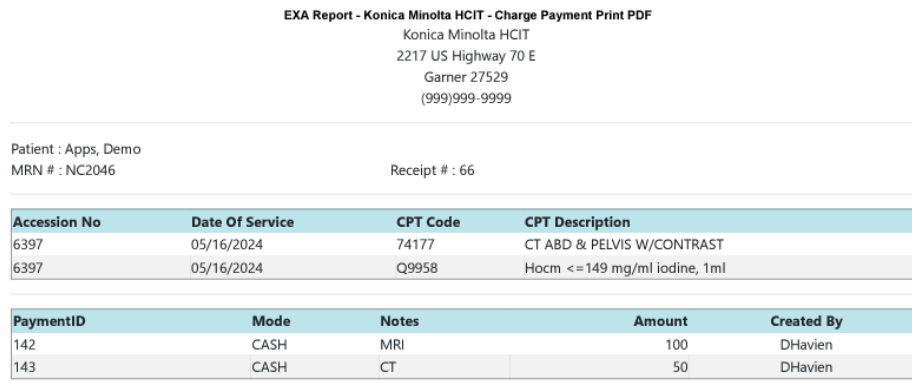 EXA Report - Konica Minolta HCIT - Charge Payment Print PDF
Konica Minolta HCIT
2217 US Highway 70 E
Garner 27529
(999)999-9999
Patient : Apps, Demo
MRN # : NC2046 Receipt # : 66
Accession No Date Of Service CPT Code CPT Description
6397 05/16/2024 74177 CT ABD & PELVIS W/CONTRAST
6397 05/16/2024 Q9958 Hocm <=149 mg/ml iodine, 1ml
PaymentID Mode Notes Amount Created By
142 CASH MRI 100 DHavien
143 CASH CT 50 DHavien